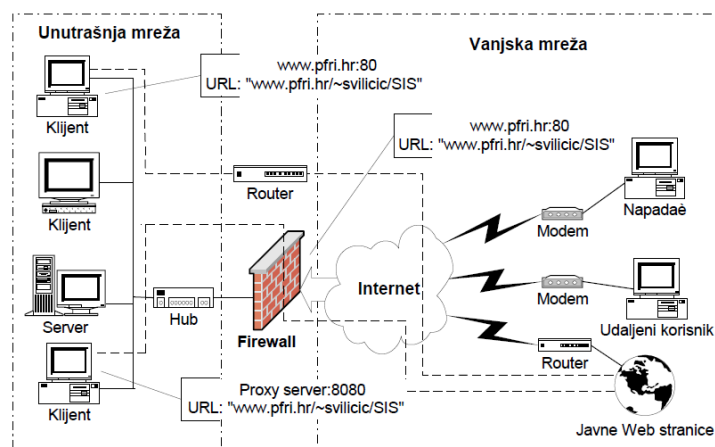 Unutrašnja mreža
Vanjska mreža
www.pfri.hr:80
URL: "www.pfri.hr/~svilicic/SIS"
Klijent
www.pfri.hr:80
URL: "www.pfri.hr/~svilicic/SIS"
Router
Napadaè
Klijent
Modem
Internet
Server
Hub
Firewall
Modem
Udaljeni korisnik
Router
Klijent
Proxy server:8080
URL: "www.pfri.hr/~svilicic/SIS"
Javne Web stranice